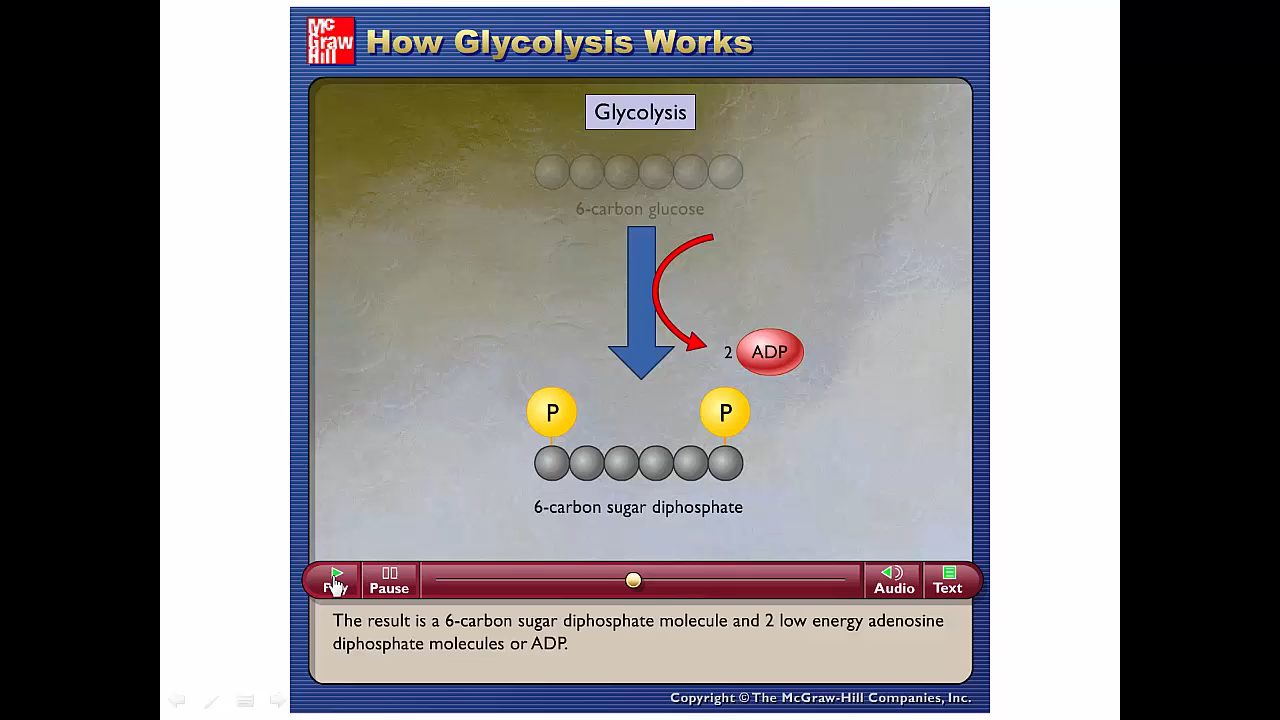 Mc
Graw
Hill
How Glycolysis Works
Glycolysis
6-carbon glucose
2 ADP
P P
6-carbon sugar diphosphate
Pause
Audio
Text
The result is a 6-carbon sugar diphosphate molecule and 2 low energy adenosine
diphosphate molecules or ADP.
Copyright © The McGraw-Hill Companies, Inc.